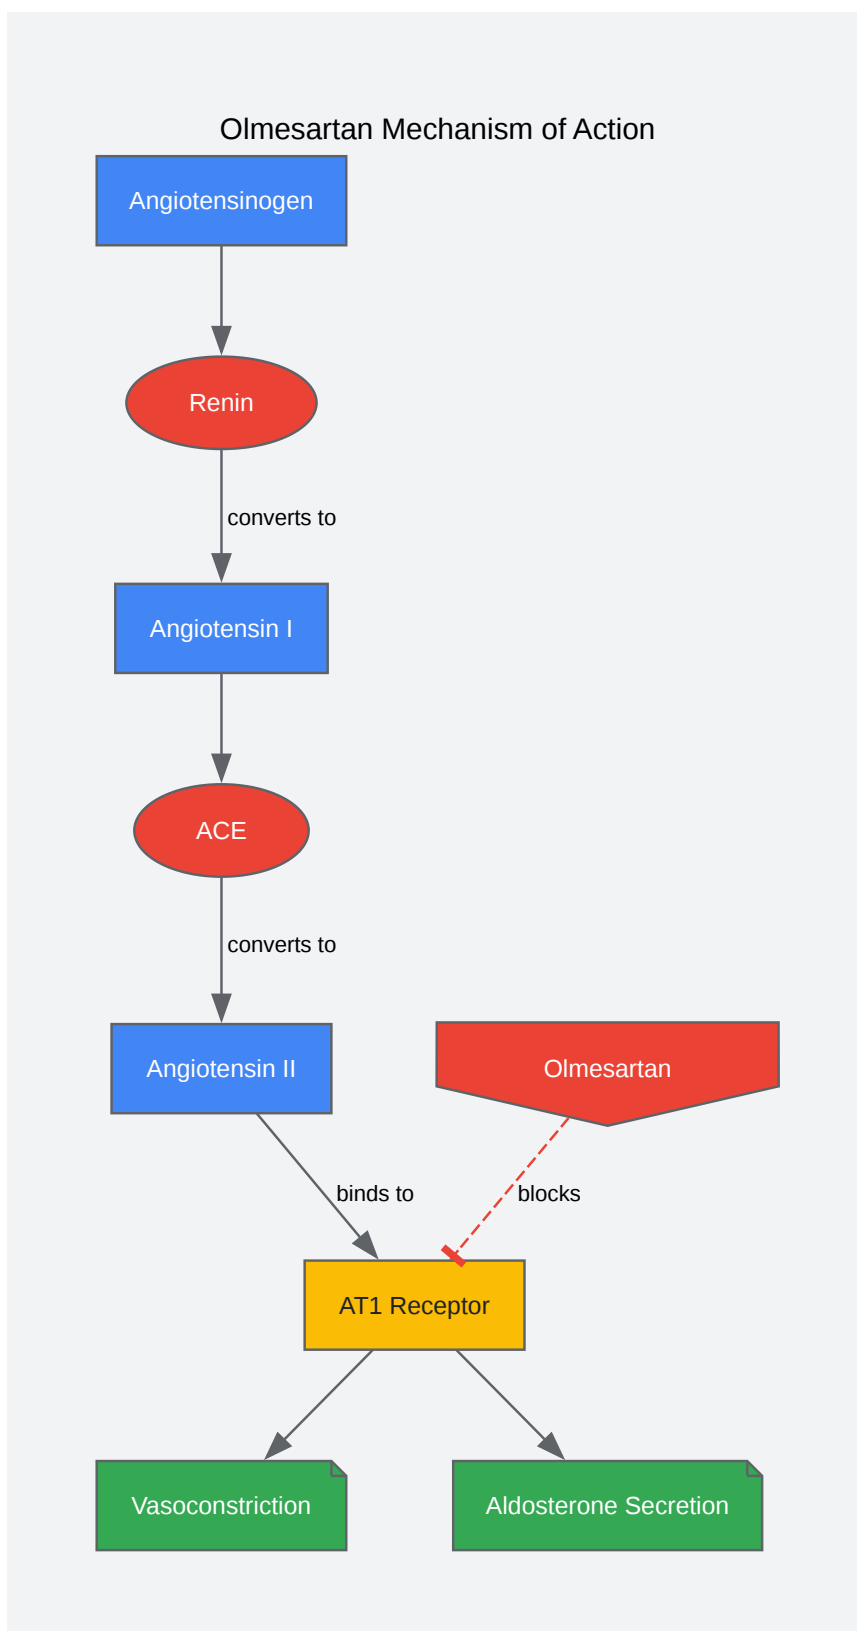 Olmesartan Mechanism of Action
Angiotensinogen
Renin
converts to
Angiotensin I
ACE
converts to
Angiotensin II
Olmesartan
binds to
blocks
AT1 Receptor
Vasoconstriction
Aldosterone Secretion